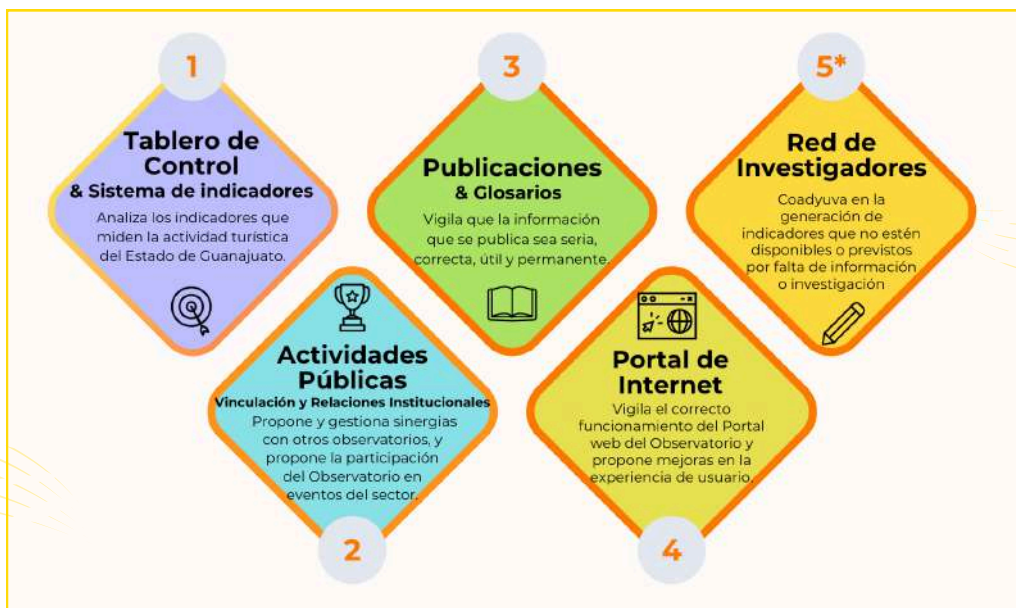 1
Tablero de
Control
& Sistema de indicadores
Analiza los indicadores que
miden la actividad turística
del Estado de Guanajuato.
Actividades
Públicas
Vinculación y Relaciones Institucionales
Propone y gestiona sinergias
con otros observatorios, y
propone la participación
del Observatorio en
eventos del sector.
2
3
Publicaciones
& Glosarios
Vigila que la información
que se publica sea seria,
correcta, útil y permanente.
Portal de
Internet
Vigila el correcto
funcionamiento del Portal
web del Observatorio y
propone mejoras en la
experiencia de usuario.
4
5*
Red de
Investigadores
Coadyuva en la
generación de
indicadores que no estén
disponibles o previstos
por falta de información
o investigación